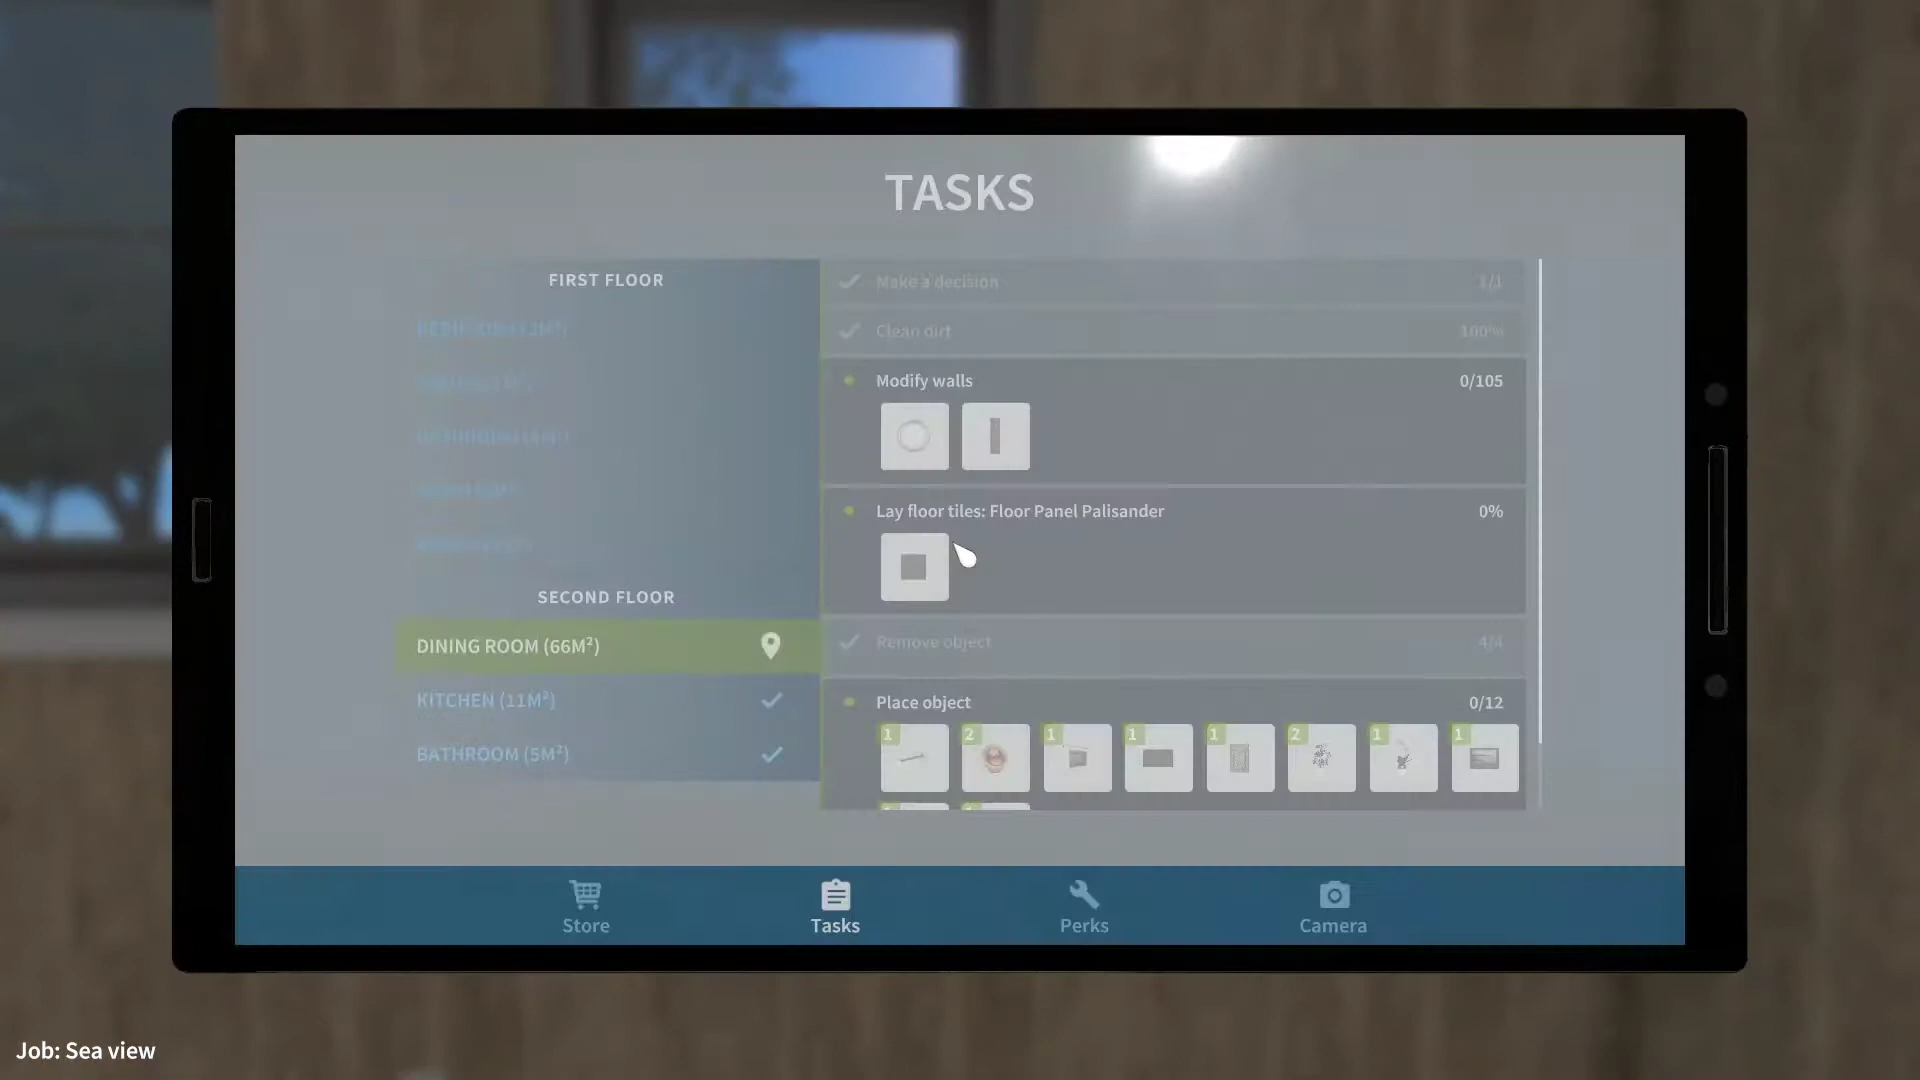 TASKS
FIRST FLOOR
SECOND FLOOR
DINING ROOM (66M²)
KITCHEN (11M²)
BATHROOM (5M²)
Make a decision 1/1
Clean dirt 100%
Modify walls 0/105
Lay floor tiles: Floor Panel Palisander 0%
Remove object 4/4
Place object 0/12
1 2 1 1 1 2 1 1
Store
Tasks
Perks
Camera
Job: Sea view